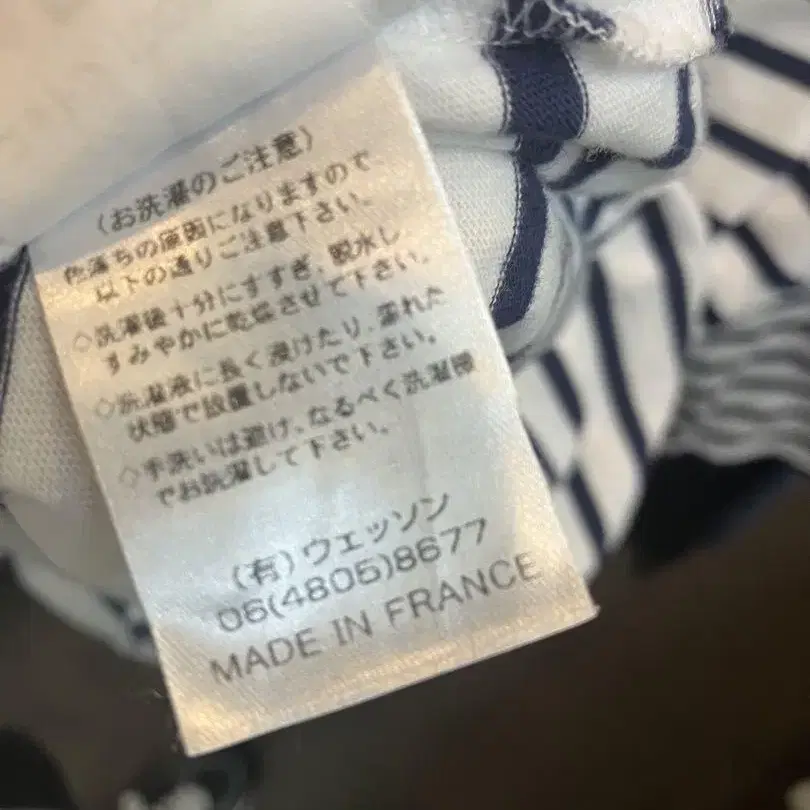 (お洗濯のご注意)
色落ちの原因になりますので
以下の通りご注意下さい。
◇洗濯後十分にすすぎ、脱水し
すみやかに乾燥させて下さい。
◇洗濯液に長く浸けたり、濡れた
状態で放置しないで下さい。
◇手洗いは避け、なるべく洗濯機
でお洗濯して下さい。
(有)ウェッソン
06(4805)8677
MADE IN FRANCE